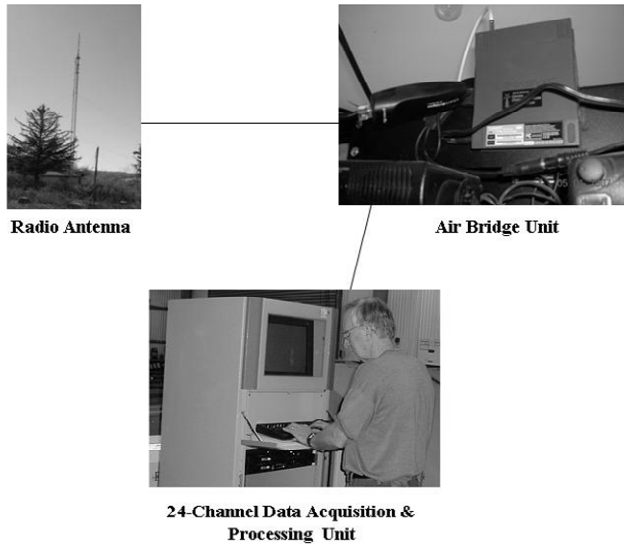 Radio Antenna
Air Bridge Unit
24-Channel Data Acquisition &
Processing Unit